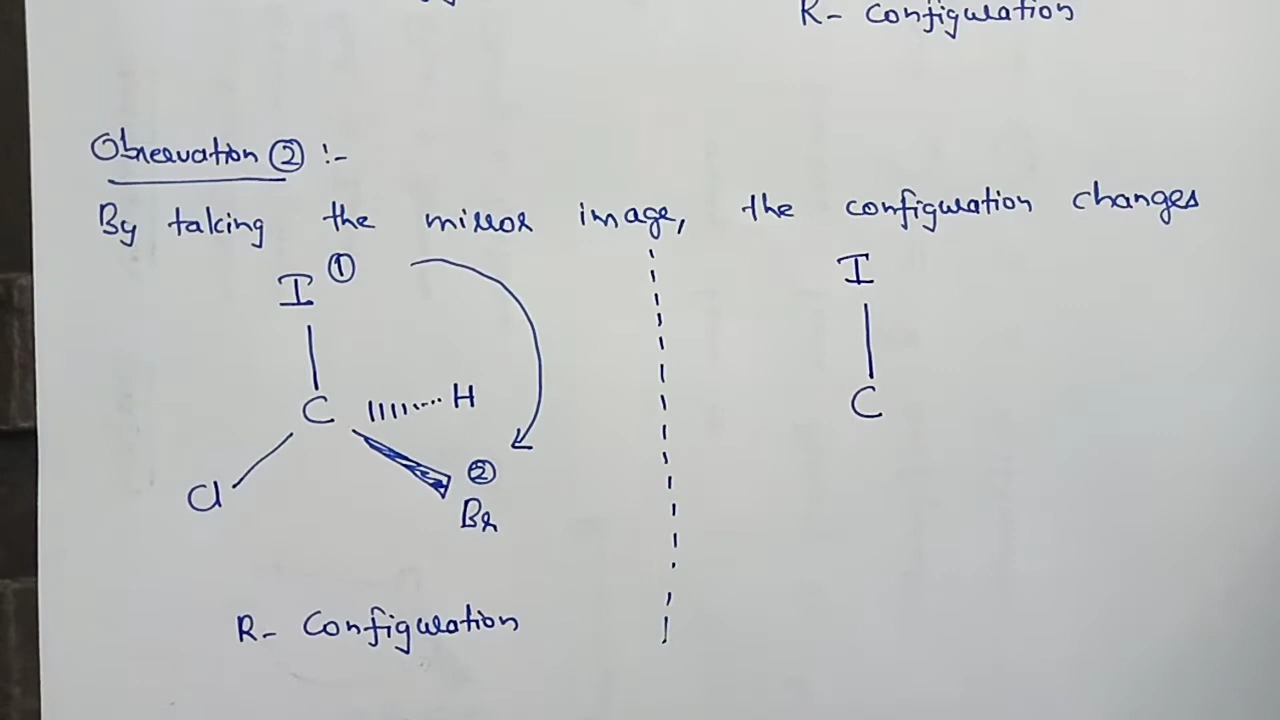 R- Configuration
Observation ② :-
By taking the mirror image, the configuration changes
I ①
I
C H
C
Cl
②
Br
R- Configuration